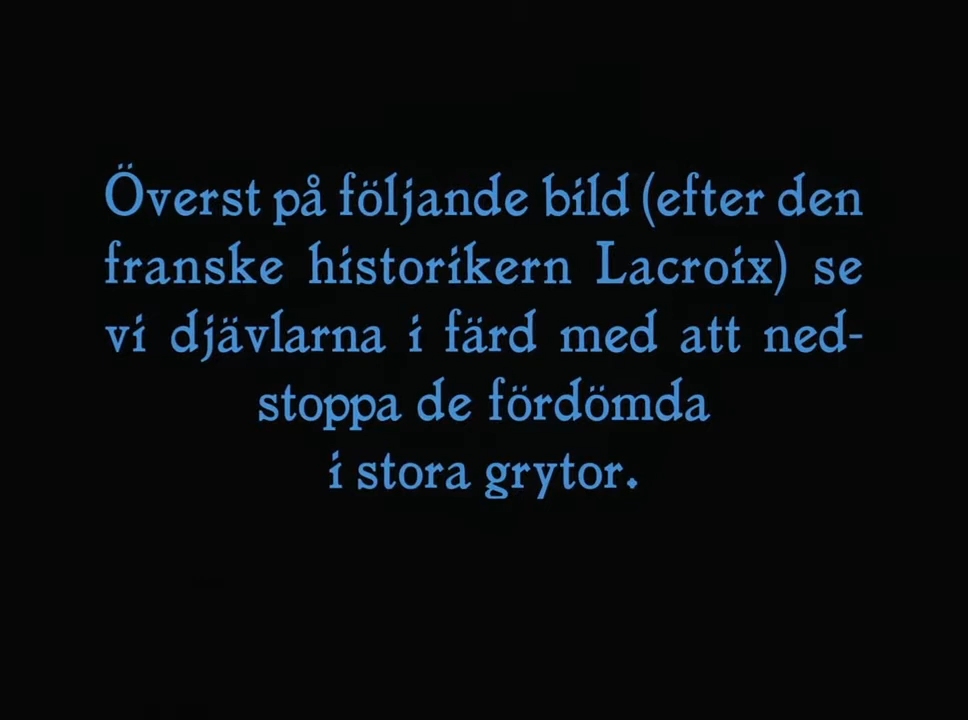 Överst på följande bild (efter den
franske historikern Lacroix) se
vi djävlarna i färd med att ned-
stoppa de fördömda
i stora grytor.